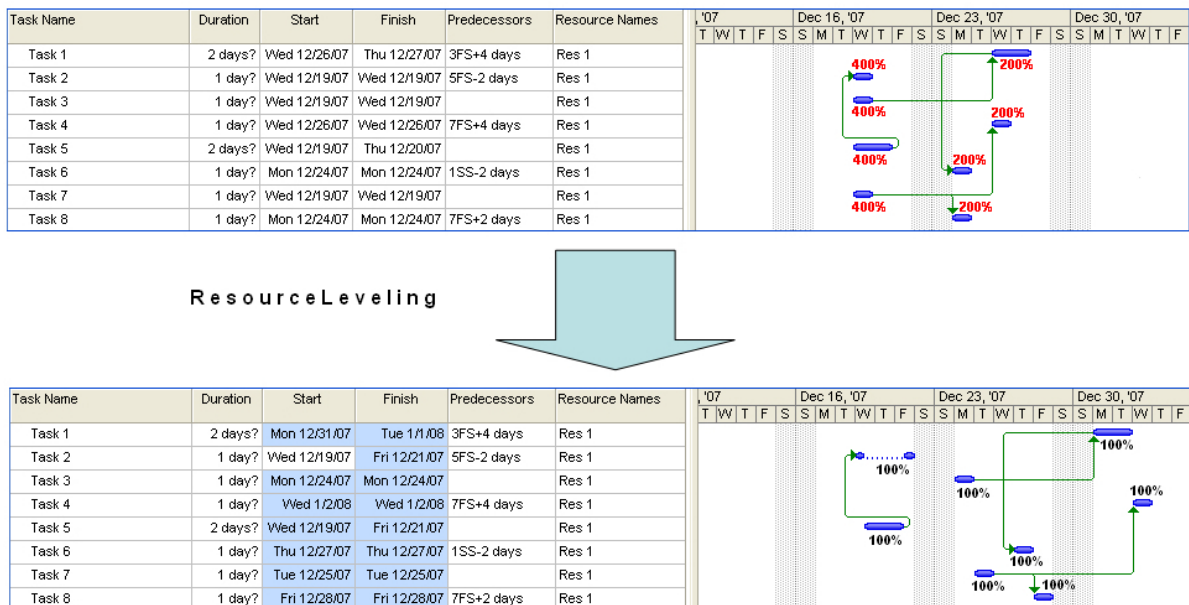 Task Name Duration Start Finish Predecessors Resource Names , '07 Dec 16, '07 Dec 23, '07 Dec 30, '07
T W T F S S M T W T F S S M T W T F S S M T W T F
Task 1 2 days? Wed 12/26/07 Thu 12/27/07 3FS+4 days Res 1 400% 200%
Task 2 1 day? Wed 12/19/07 Wed 12/19/07 5FS-2 days Res 1
Task 3 1 day? Wed 12/19/07 Wed 12/19/07 Res 1 400%
Task 4 1 day? Wed 12/26/07 Wed 12/26/07 7FS+4 days Res 1 200%
Task 5 2 days? Wed 12/19/07 Thu 12/20/07 Res 1 400%
Task 6 1 day? Mon 12/24/07 Mon 12/24/07 1SS-2 days Res 1 200%
Task 7 1 day? Wed 12/19/07 Wed 12/19/07 Res 1 400%
Task 8 1 day? Mon 12/24/07 Mon 12/24/07 7FS+2 days Res 1 200%
ResourceLeveling
Task Name Duration Start Finish Predecessors Resource Names , '07 Dec 16, '07 Dec 23, '07 Dec 30, '07
T W T F S S M T W T F S S M T W T F S S M T W T F
Task 1 2 days? Mon 12/31/07 Tue 1/1/08 3FS+4 days Res 1 100%
Task 2 1 day? Wed 12/19/07 Fri 12/21/07 5FS-2 days Res 1 100%
Task 3 1 day? Mon 12/24/07 Mon 12/24/07 Res 1 100%
Task 4 1 day? Wed 1/2/08 Wed 1/2/08 7FS+4 days Res 1 100%
Task 5 2 days? Wed 12/19/07 Fri 12/21/07 Res 1 100%
Task 6 1 day? Thu 12/27/07 Thu 12/27/07 1SS-2 days Res 1 100%
Task 7 1 day? Tue 12/25/07 Tue 12/25/07 Res 1 100%
Task 8 1 day? Fri 12/28/07 Fri 12/28/07 7FS+2 days Res 1 100%